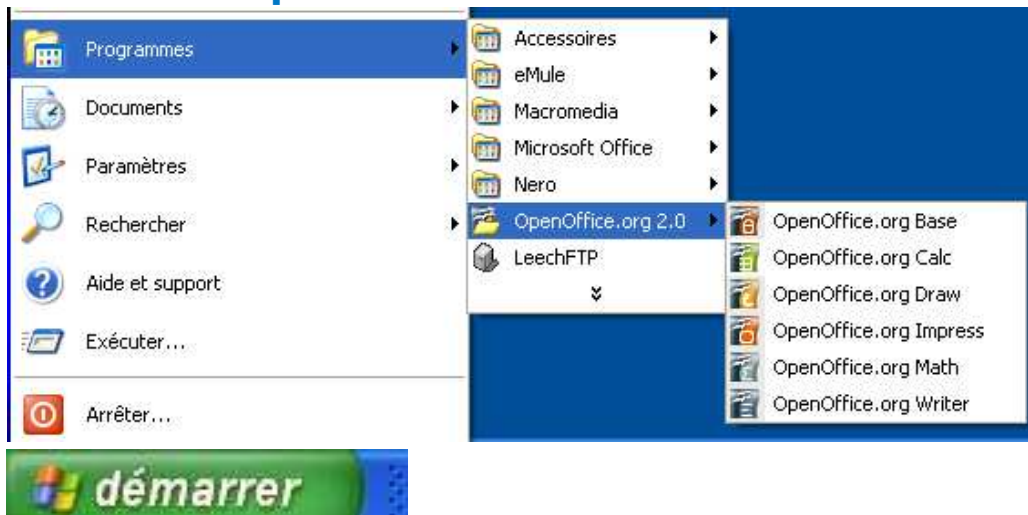 Programmes
Documents
Paramètres
Rechercher
Aide et support
Exécuter...
Arrêter...
Accessoires
eMule
Macromedia
Microsoft Office
Nero
OpenOffice.org 2.0
LeechFTP
OpenOffice.org Base
OpenOffice.org Calc
OpenOffice.org Draw
OpenOffice.org Impress
OpenOffice.org Math
OpenOffice.org Writer
démarrer